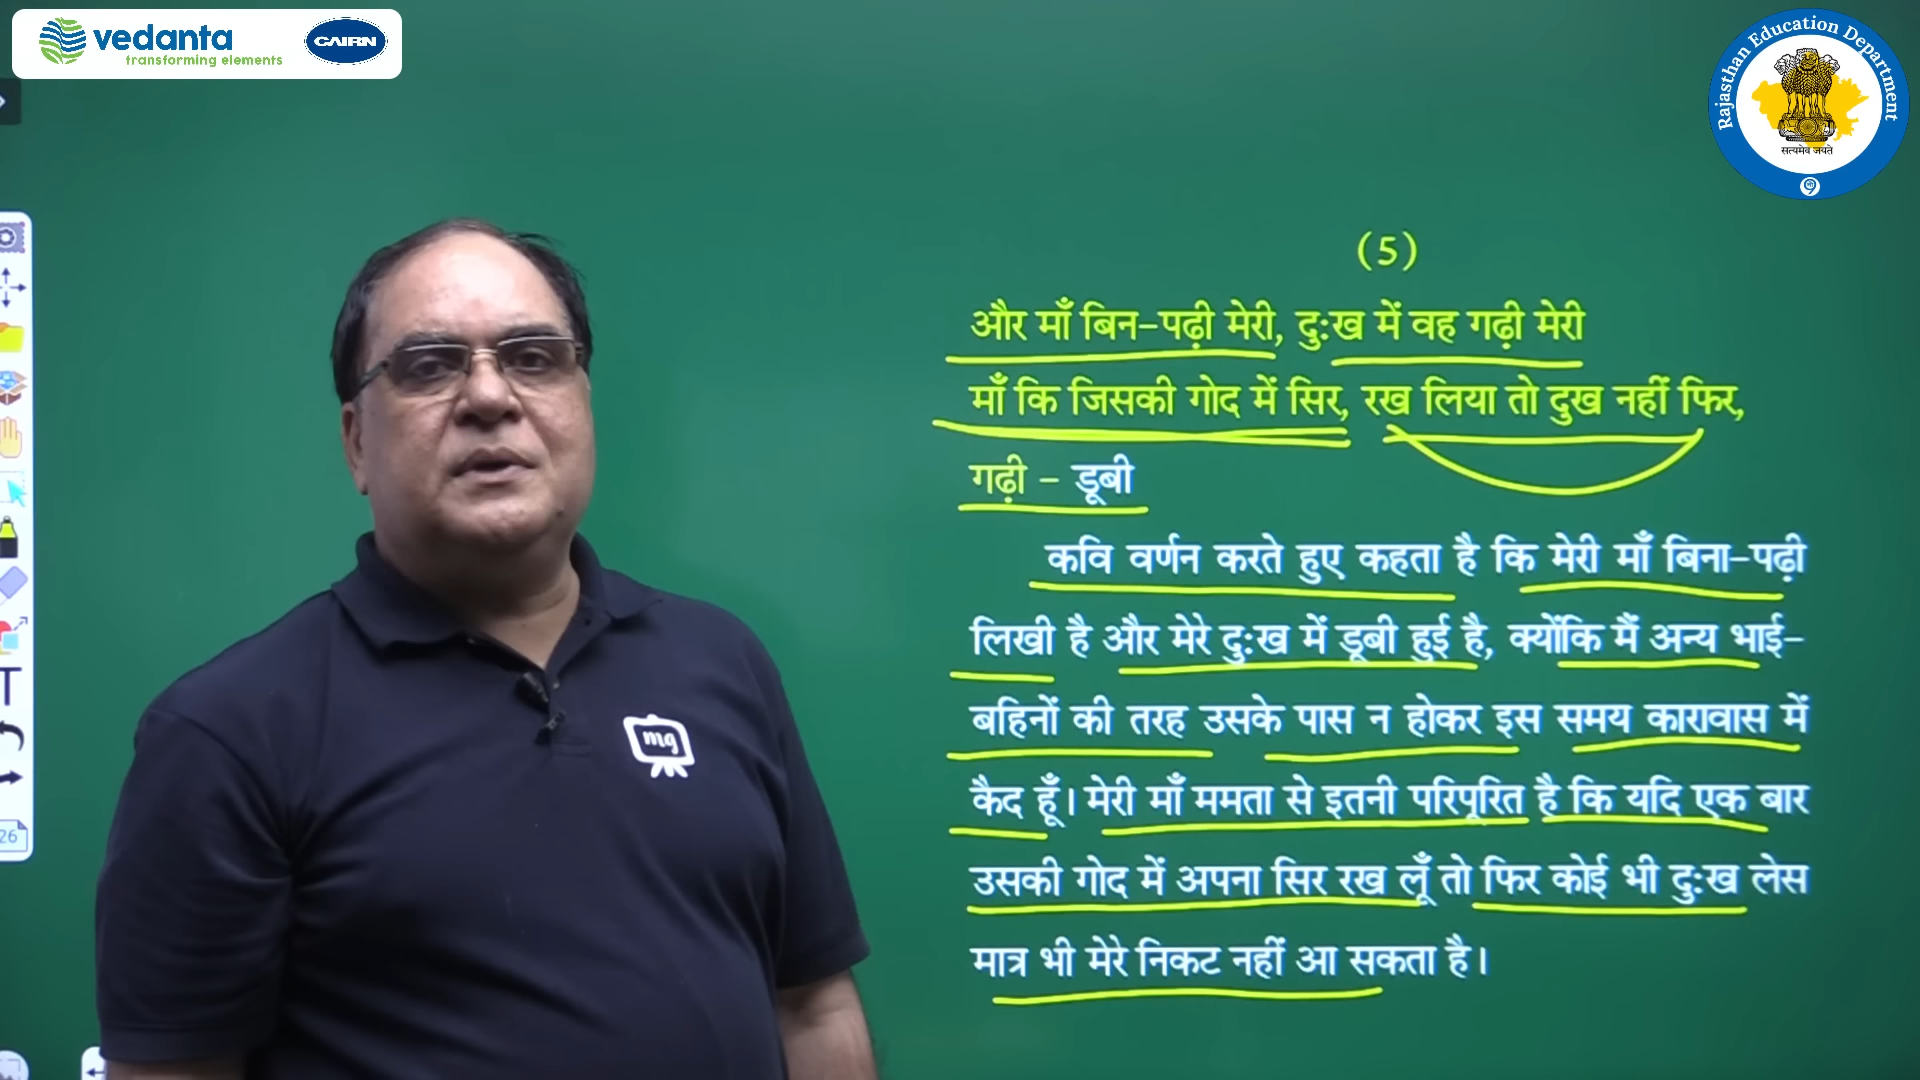 vedanta
transforming elements
CAIRN
Rajasthan Education Department
सत्यमेव जयते
(5)
और माँ बिन-पढ़ी मेरी, दुःख में वह गढ़ी मेरी
माँ कि जिसकी गोद में सिर, रख लिया तो दुख नहीं फिर,
गढ़ी - डूबी
कवि वर्णन करते हुए कहता है कि मेरी माँ बिना-पढ़ी
लिखी है और मेरे दुःख में डूबी हुई है, क्योंकि मैं अन्य भाई-
बहिनों की तरह उसके पास न होकर इस समय कारावास में
कैद हूँ। मेरी माँ ममता से इतनी परिपूरित है कि यदि एक बार
उसकी गोद में अपना सिर रख लूँ तो फिर कोई भी दुःख लेस
मात्र भी मेरे निकट नहीं आ सकता है।
mg
T
26